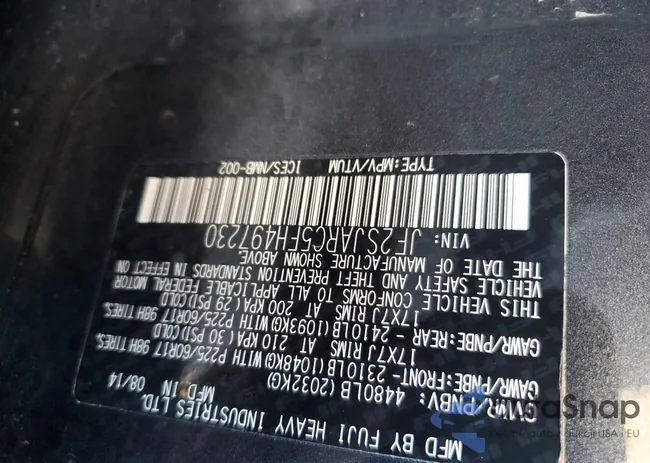 MFD BY FUJI HEAVY INDUSTRIES LTD.
MFD IN 08/14
GVWR/PNBV: 4480LB (2032KG)
GAWR/PNBE:FRONT- 2310LB (1048KG)WITH P225/60R17 98H TIRES.
17X7J RIMS AT 210 KPA ( 30 PSI)COLD
GAWR/PNBE:REAR - 2410LB (1093KG)WITH P225/60R17 98H TIRES.
17X7J RIMS AT 200 KPA ( 29 PSI)COLD
THIS VEHICLE CONFORMS TO ALL APPLICABLE FEDERAL MOTOR
VEHICLE SAFETY AND THEFT PREVENTION STANDARDS IN EFFECT ON
THE DATE OF MANUFACTURE SHOWN ABOVE.
VIN: JF2SJARC5FH497230
TYPE:MPV/VTUM ICES/NMB-002
USA - EU